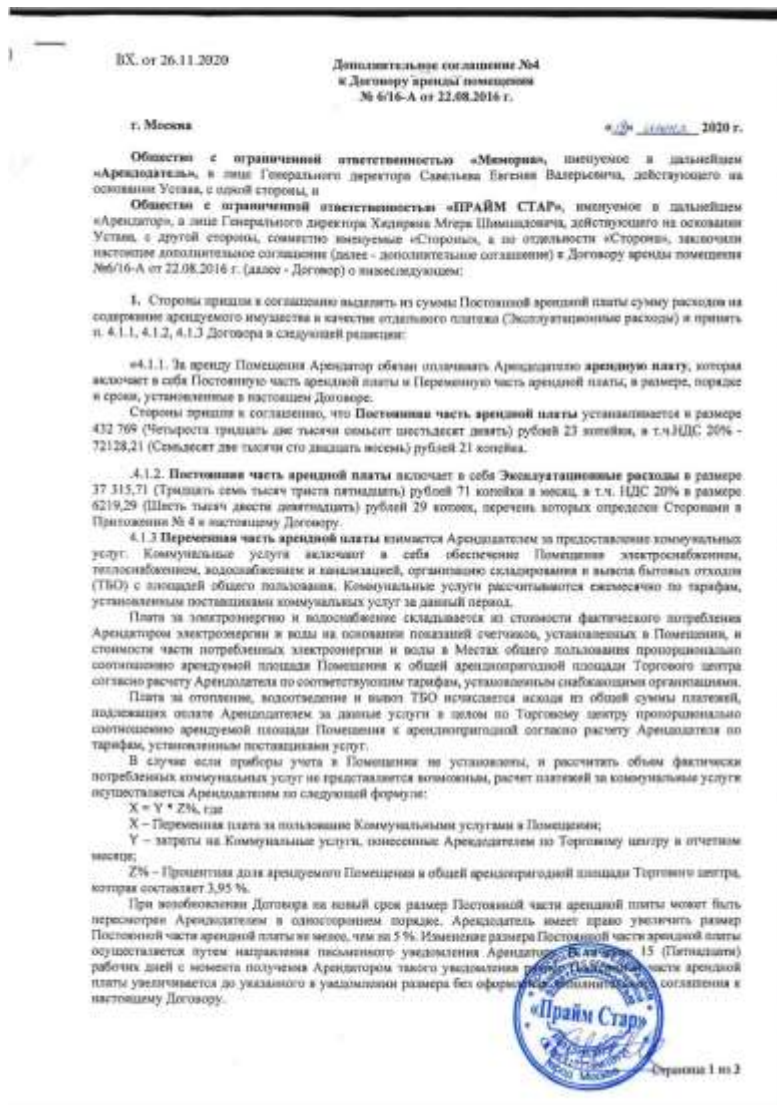 ВХ. от 26.11.2020
Дополнительное соглашение №4
к Договору аренды помещения
№ 6/16-А от 22.08.2016 г.
г. Москва
2020 г.
Общество с ограниченной ответственностью «Мемориа», именуемое в дальнейшем
«Арендодатель», в лице Генерального директора Савельева Евгения Валерьевича, действующего на
основании Устава, с одной стороны, и
Общество с ограниченной ответственностью «ПРАЙМ СТАР», именуемое в дальнейшем
«Арендатор», в лице Генерального директора Хидиряна Мгера, действующего на основании
Устава, с другой стороны, совместно именуемые «Стороны», а по отдельности «Сторона», заключили
настоящее дополнительное соглашение (далее - дополнительное соглашение) к Договору аренды помещения
№6/16-А от 22.08.2016 г. (далее - Договор) о нижеследующем:
1. Стороны пришли к соглашению выделить из суммы Постоянной арендной платы сумму расходов на
содержание арендуемого имущества в качестве отдельного платежа (Эксплуатационные расходы) и принять
п. 4.1.1, 4.1.2, 4.1.3 Договора в следующей редакции:
«4.1.1. За аренду Помещения Арендатор обязан оплачивать Арендодателю арендную плату, которая
включает в себя Постоянную часть арендной платы и Переменную часть арендной платы, в размере, порядке
и сроки, установленные в настоящем Договоре.
Стороны пришли к соглашению, что Постоянная часть арендной платы устанавливается в размере
432 769 (Четыреста тридцать две тысячи семьсот шестьдесят девять) рублей 23 копейки, в т.ч.НДС 20% -
72128,21 (Семьдесят две тысячи сто двадцать восемь) рублей 21 копейка.
.4.1.2. Постоянная часть арендной платы включает в себя Эксплуатационные расходы в размере
37 315,71 (Тридцать семь тысяч триста пятнадцать) рублей 71 копейки в месяц, в т. ч. НДС 20% в размере
6219,29 (Шесть тысяч двести девятнадцать) рублей 29 копеек, перечень которых определен Сторонами в
Приложении № 4 к настоящему Договору.
4.1.3 Переменная часть арендной платы взимается Арендодателем за предоставление коммунальных
услуг. Коммунальные услуги включают в себя обеспечение Помещения электроснабжением,
теплоснабжением, водоснабжением и канализацией, организацию складирования и вывоза бытовых отходов
(ТБО) с площадей общего пользования. Коммунальные услуги рассчитываются ежемесячно по тарифам,
установленным поставщиками коммунальных услуг за данный период.
Плата за электроэнергию и водоснабжение складывается из стоимости фактического потребления
Арендатором электроэнергии и воды на основании показаний счетчиков, установленных в Помещении, и
стоимости части потребленных электроэнергии и воды в Местах общего пользования пропорционально
соотношению арендуемой площади Помещения к общей арендопригодной площади Торгового центра
согласно расчету Арендодателя по соответствующим тарифам, установленным снабжающими организациями.
Плата за отопление, водоотведение и вывоз ТБО исчисляется исходя из общей суммы платежей,
подлежащих оплате Арендодателем за данные услуги в целом по Торговому центру пропорционально
соотношению арендуемой площади Помещения к арендопригодной согласно расчету Арендодателя по
тарифам, установленным поставщиками услуг.
В случае если приборы учета в Помещении не установлены, и рассчитать объем фактически
потребленных коммунальных услуг не представляется возможным, расчет платежей за коммунальные услуги
осуществляется Арендодателем по следующей формуле:
X = Y * Z%, где
X – Переменная плата за пользование Коммунальными услугами в Помещении;
Y – затраты на Коммунальные услуги, понесенные Арендодателем по Торговому центру в отчетном
месяце;
Z% – Процентная доля арендуемого Помещения в общей арендопригодной площади Торгового центра,
которая составляет 3,95 %.
При возобновлении Договора на новый срок размер Постоянной части арендной платы может быть
пересмотрен Арендодателем в одностороннем порядке. Арендодатель имеет право увеличить размер
Постоянной части арендной платы не менее, чем на 5 %. Изменение размера Постоянной части арендной платы
осуществляется путем направления письменного уведомления Арендатору 15 (Пятнадцати)
рабочих дней с момента получения Арендатором такого уведомления части арендной
платы увеличивается до указанного в уведомлении размера без соглашения к
настоящему Договору.
«Прайм Стар»
Москва
Страница 1 из 2